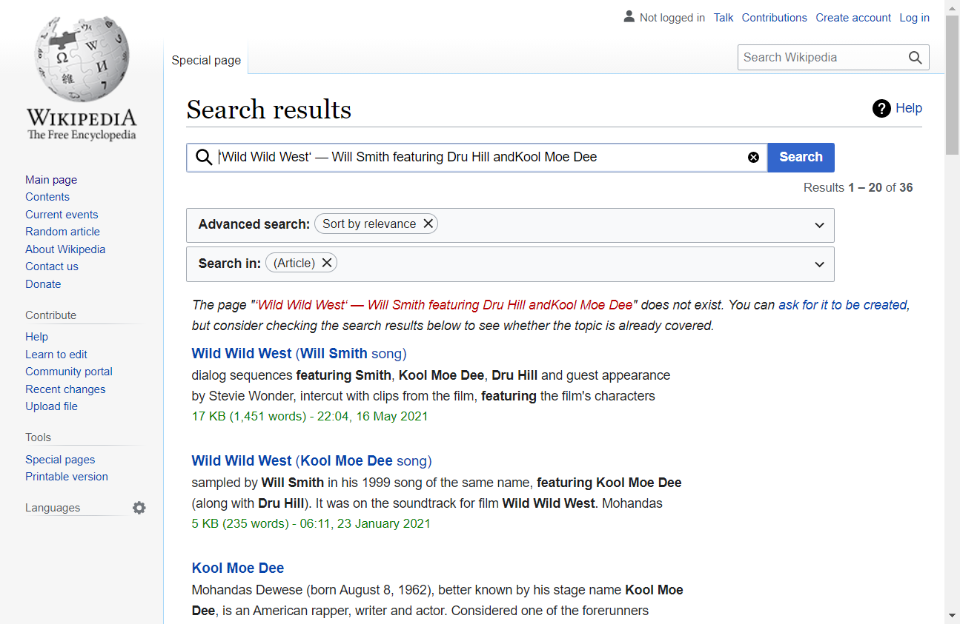 Not logged in Talk Contributions Create account Log in
Special page
Search Wikipedia
WIKIPEDIA
The Free Encyclopedia
Main page
Contents
Current events
Random article
About Wikipedia
Contact us
Donate
Contribute
Help
Learn to edit
Community portal
Recent changes
Upload file
Tools
Special pages
Printable version
Languages
Search results
Help
'Wild Wild West' — Will Smith featuring Dru Hill andKool Moe Dee
Search
Results 1 – 20 of 36
Advanced search: Sort by relevance
Search in: (Article)
The page "'Wild Wild West' — Will Smith featuring Dru Hill andKool Moe Dee" does not exist. You can ask for it to be created,
but consider checking the search results below to see whether the topic is already covered.
Wild Wild West (Will Smith song)
dialog sequences featuring Smith, Kool Moe Dee, Dru Hill and guest appearance
by Stevie Wonder, intercut with clips from the film, featuring the film's characters
17 KB (1,451 words) - 22:04, 16 May 2021
Wild Wild West (Kool Moe Dee song)
sampled by Will Smith in his 1999 song of the same name, featuring Kool Moe Dee
(along with Dru Hill). It was on the soundtrack for film Wild Wild West. Mohandas
5 KB (235 words) - 06:11, 23 January 2021
Kool Moe Dee
Mohandas Dewese (born August 8, 1962), better known by his stage name Kool Moe
Dee, is an American rapper, writer and actor. Considered one of the forerunners